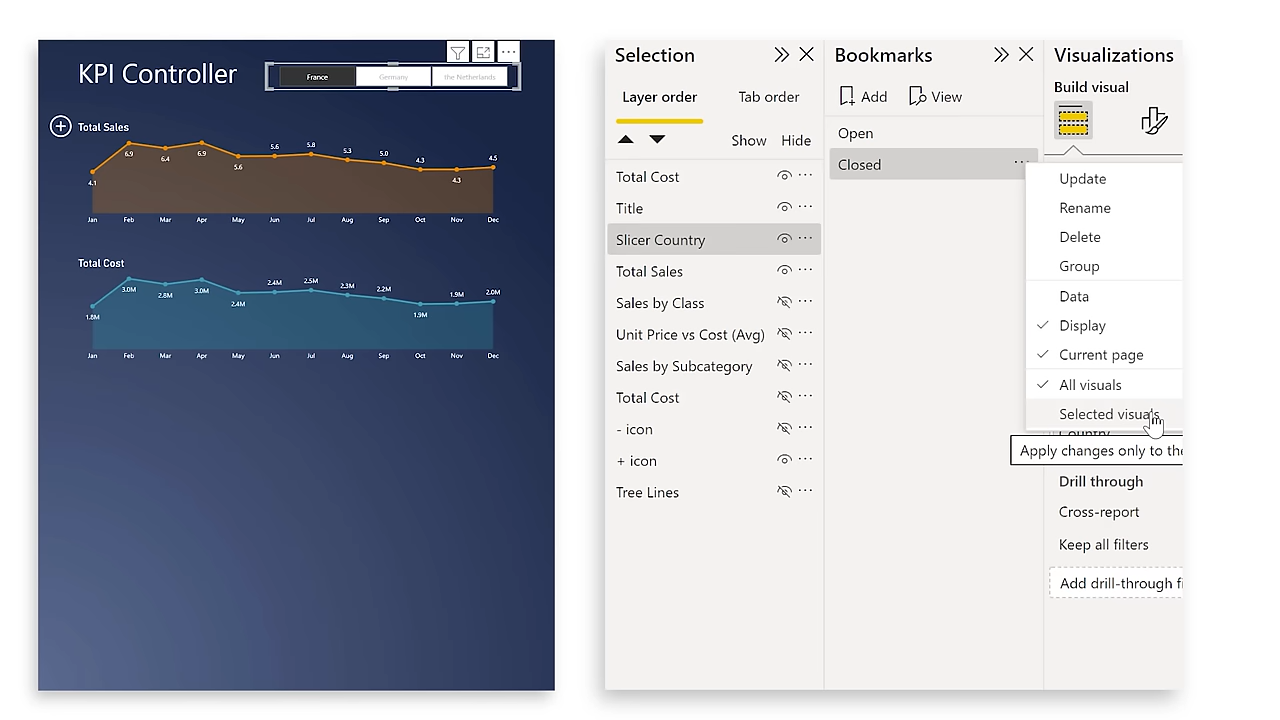 KPI Controller
France
Germany
the Netherlands
Total Sales
4.1 6.9 6.4 6.9 5.6 5.6 5.8 5.3 5.0 4.3 4.3 4.5
Jan Feb Mar Apr May Jun Jul Aug Sep Oct Nov Dec
Total Cost
1.8M 3.0M 2.8M 3.0M 2.4M 2.4M 2.5M 2.3M 2.2M 1.9M 1.9M 2.0M
Jan Feb Mar Apr May Jun Jul Aug Sep Oct Nov Dec
Selection
Layer order
Tab order
Show
Hide
Total Cost
Title
Slicer Country
Total Sales
Sales by Class
Unit Price vs Cost (Avg)
Sales by Subcategory
Total Cost
- icon
+ icon
Tree Lines
Bookmarks
Add
View
Open
Closed
Visualizations
Build visual
Update
Rename
Delete
Group
Data
Display
Current page
All visuals
Selected visuals
Country
Apply changes only to the
Drill through
Cross-report
Keep all filters
Add drill-through fi